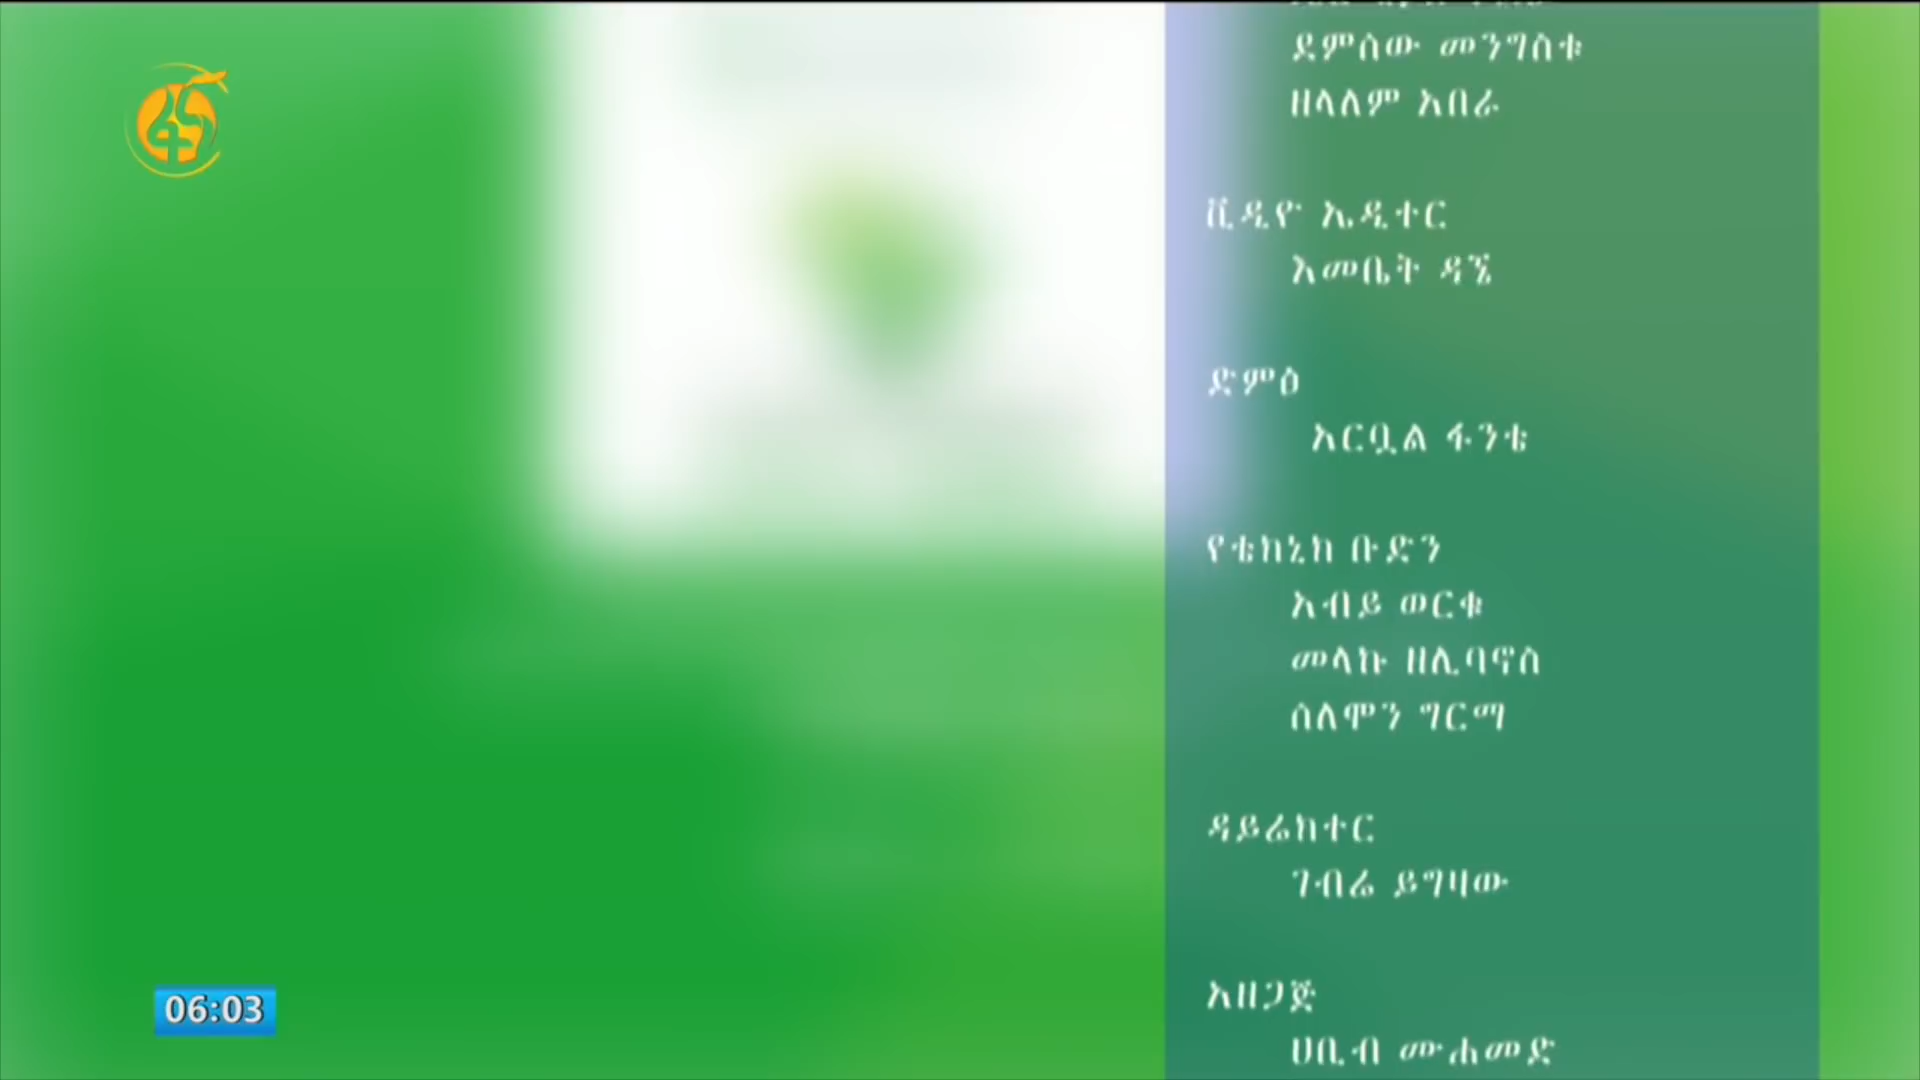 ደምሰው መንግስቱ
ዘላለም አበራ
ቪዲዮ ኤዲተር
እመቤት ዳኜ
ድምፅ
አርቧል ፋንቴ
የቴክኒክ ቡድን
አብይ ወርቁ
መላኩ ዘሊባኖስ
ሰለሞን ግርማ
ዳይሬክተር
ገብሬ ይግዛው
አዘጋጅ
ሀቢብ ሙሐመድ
06:03